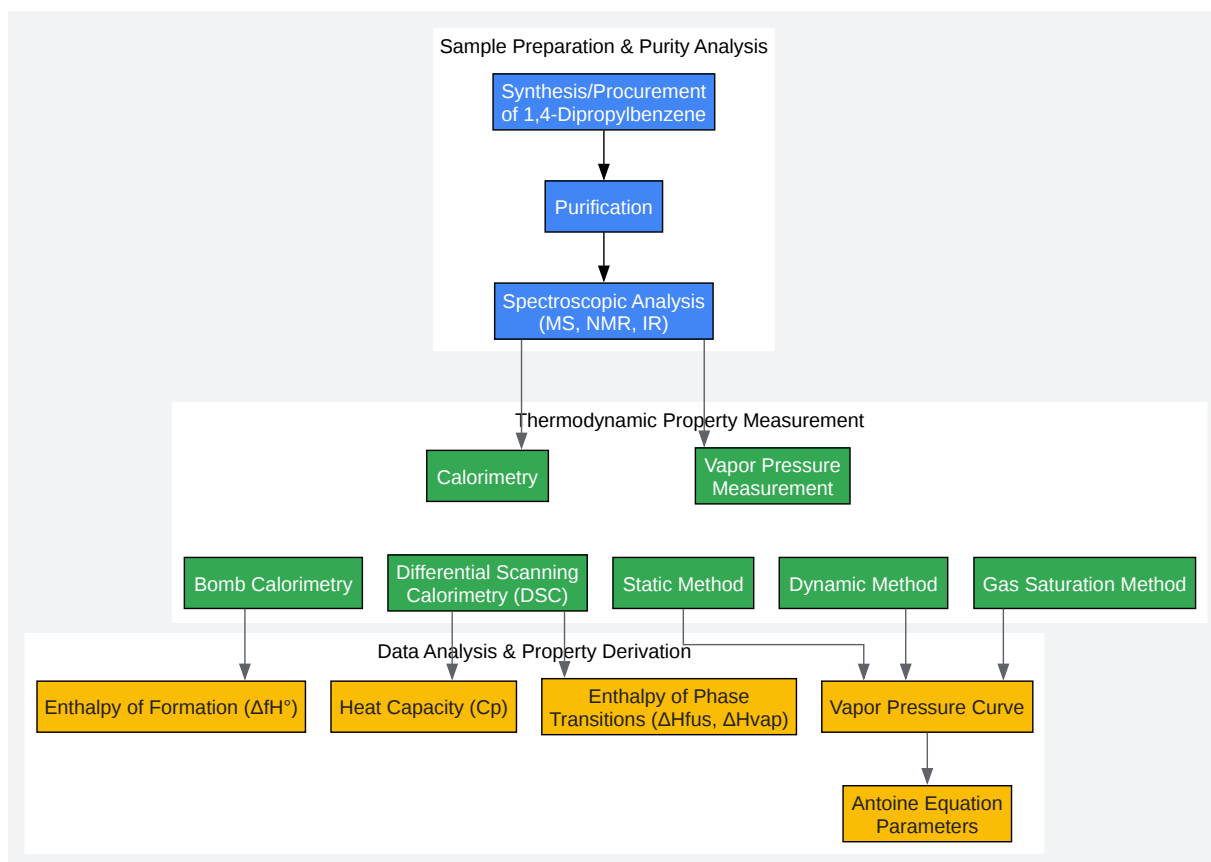 Sample Preparation & Purity Analysis
Synthesis/Procurement
of 1,4-Dipropylbenzene
Purification
Spectroscopic Analysis
(MS, NMR, IR)
Thermodynamic Property Measurement
Calorimetry
Vapor Pressure
Measurement
Bomb Calorimetry
Differential Scanning
Calorimetry (DSC)
Static Method
Dynamic Method
Gas Saturation Method
Data Analysis & Property Derivation
Enthalpy of Formation (ΔfH°)
Heat Capacity (Cp)
Enthalpy of Phase
Transitions (ΔHfus, ΔHvap)
Vapor Pressure Curve
Antoine Equation
Parameters